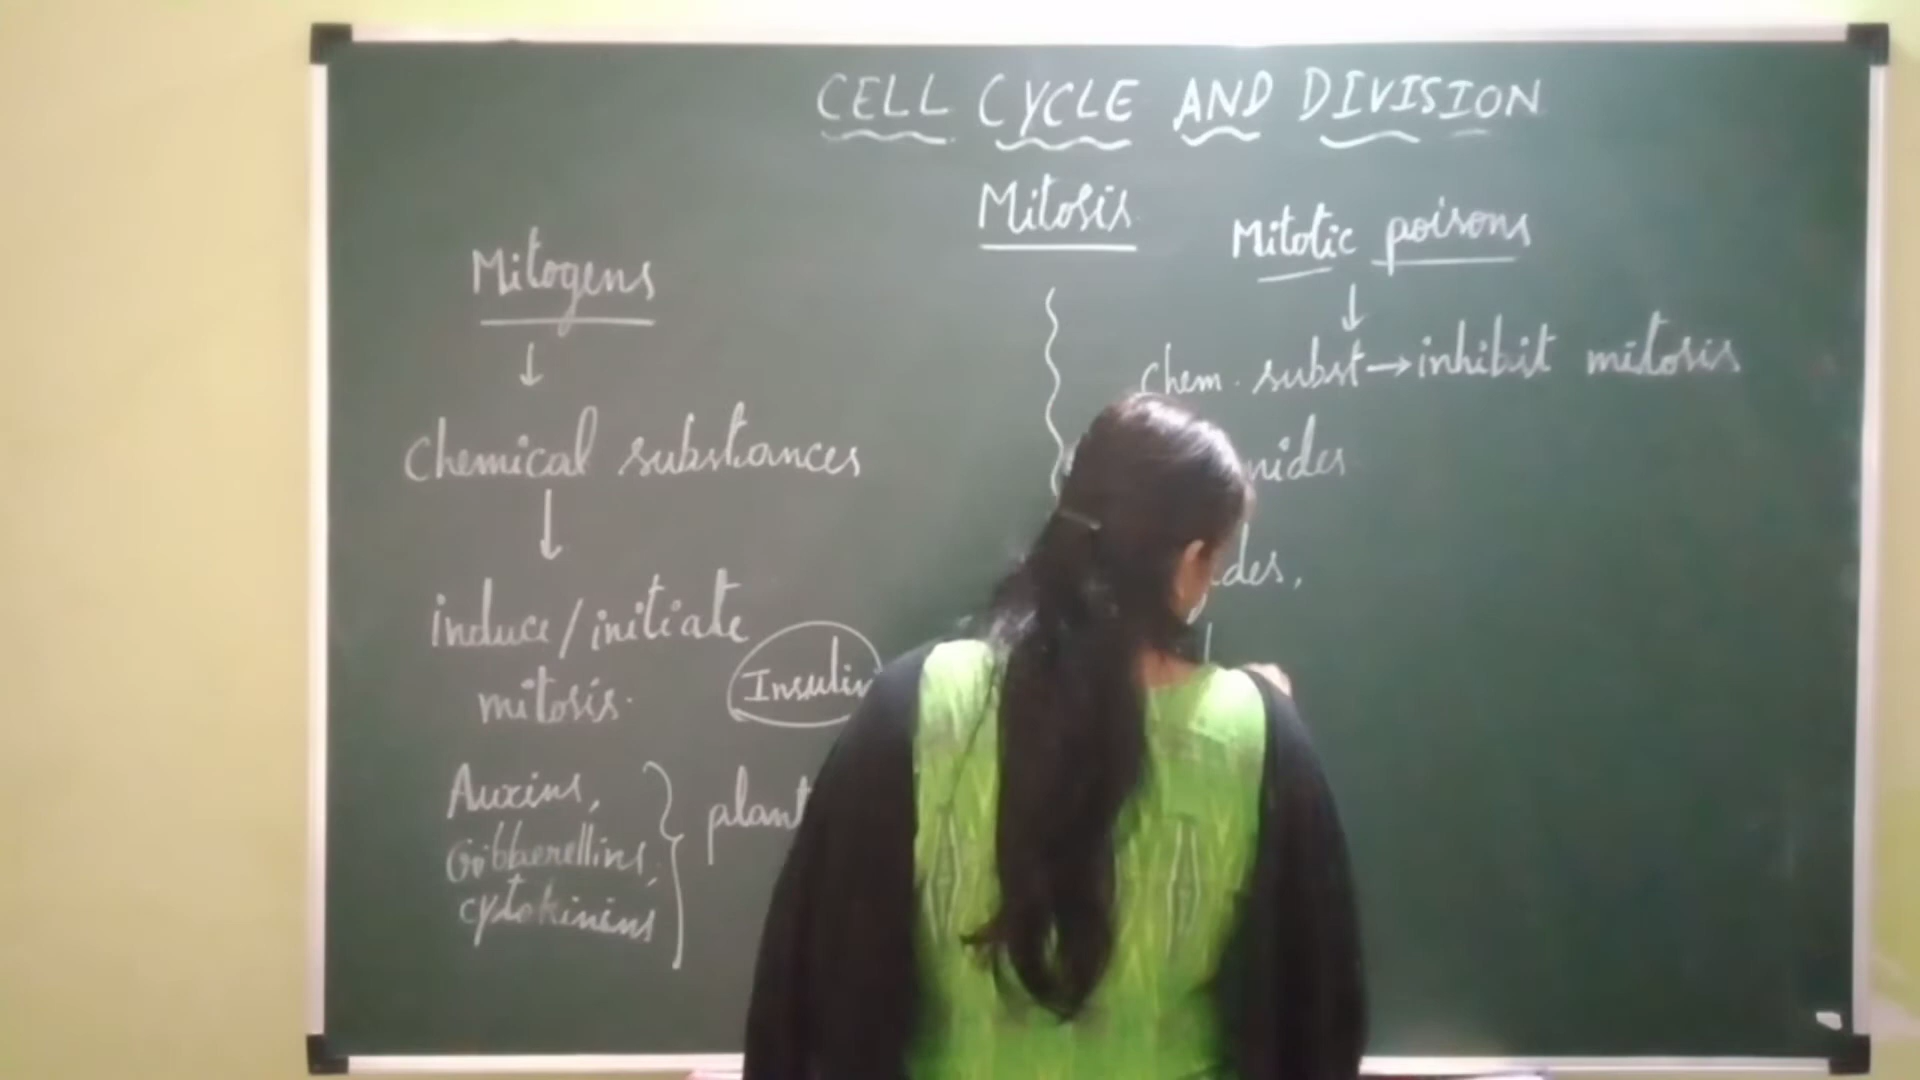 CELL CYCLE AND DIVISION
Mitosis
Mitogens
↓
Chemical substances
↓
induce/initiate
mitosis.
Insulin
Auxins,
Gibberellins,
cytokinins
plant
Mitotic poisons
↓
chem. subst→inhibit mitosis